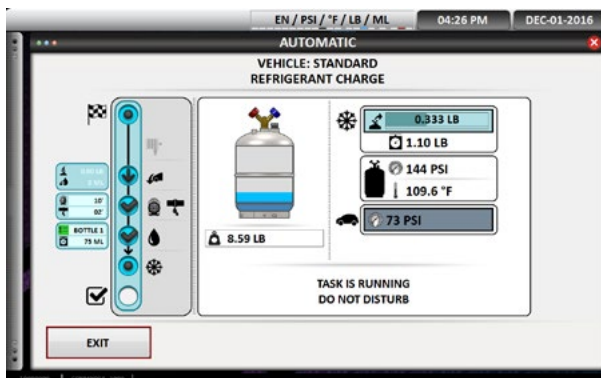 EN / PSI / °F / LB / ML
04:26 PM
DEC-01-2016
AUTOMATIC
VEHICLE: STANDARD
REFRIGERANT CHARGE
0.333 LB
1.10 LB
144 PSI
109.6 °F
73 PSI
10'
02'
BOTTLE 1
75 ML
8.59 LB
TASK IS RUNNING
DO NOT DISTURB
EXIT